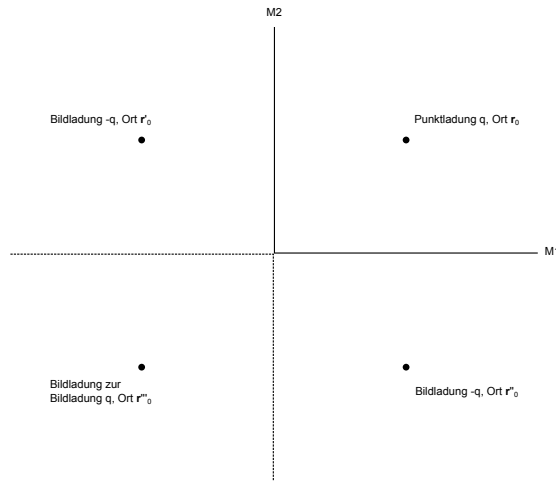 M2
Bildladung -q, Ort r'₀
Punktladung q, Ort r₀
M1
Bildladung zur
Bildladung q, Ort r'''₀
Bildladung -q, Ort r''₀